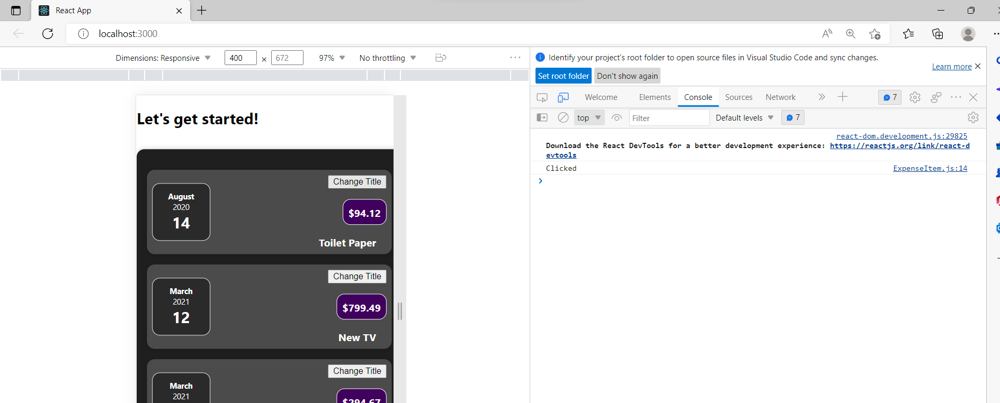 React App
localhost:3000
Dimensions: Responsive 400 × 672 97% No throttling
Identify your project's root folder to open source files in Visual Studio Code and sync changes.
Learn more
Set root folder Don't show again
Welcome Elements Console Sources Network 7
top Filter Default levels 7
react-dom.development.js:29825
Download the React DevTools for a better development experience: https://reactjs.org/link/react-d
evtools
Clicked ExpenseItem.js:14
Let's get started!
Change Title
August
2020
14
$94.12
Toilet Paper
Change Title
March
2021
12
$799.49
New TV
Change Title
March
2021
$294.67